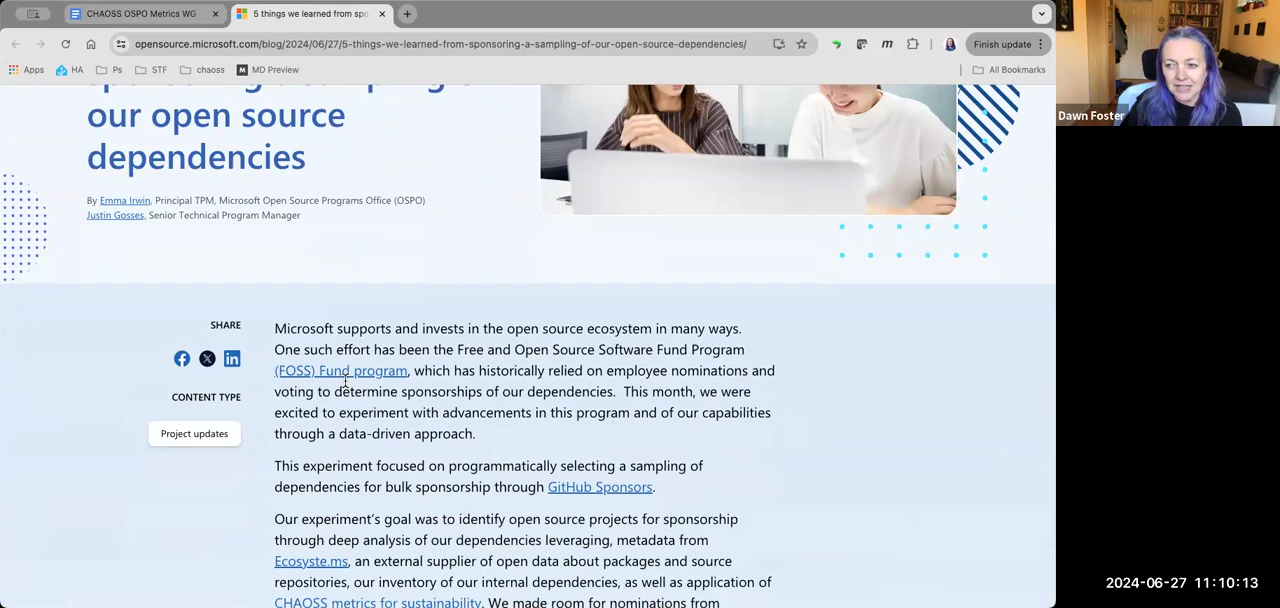 CHAOSS OSPO Metrics WG -
5 things we learned from spo
opensource.microsoft.com/blog/2024/06/27/5-things-we-learned-from-sponsoring-a-sampling-of-our-open-source-dependencies/
Finish update
Apps
HA
Ps
STF
chaoss
MD Preview
All Bookmarks
our open source
dependencies
By Emma Irwin, Principal TPM, Microsoft Open Source Programs Office (OSPO)
Justin Gosses, Senior Technical Program Manager
SHARE
CONTENT TYPE
Project updates
Microsoft supports and invests in the open source ecosystem in many ways.
One such effort has been the Free and Open Source Software Fund Program
(FOSS) Fund program, which has historically relied on employee nominations and
voting to determine sponsorships of our dependencies.  This month, we were
excited to experiment with advancements in this program and of our capabilities
through a data-driven approach.
This experiment focused on programmatically selecting a sampling of
dependencies for bulk sponsorship through GitHub Sponsors.
Our experiment's goal was to identify open source projects for sponsorship
through deep analysis of our dependencies leveraging, metadata from
Ecosyste.ms, an external supplier of open data about packages and source
repositories, our inventory of our internal dependencies, as well as application of
CHAOSS metrics for sustainability. We made room for nominations from
Dawn Foster
2024-06-27 11:10:13